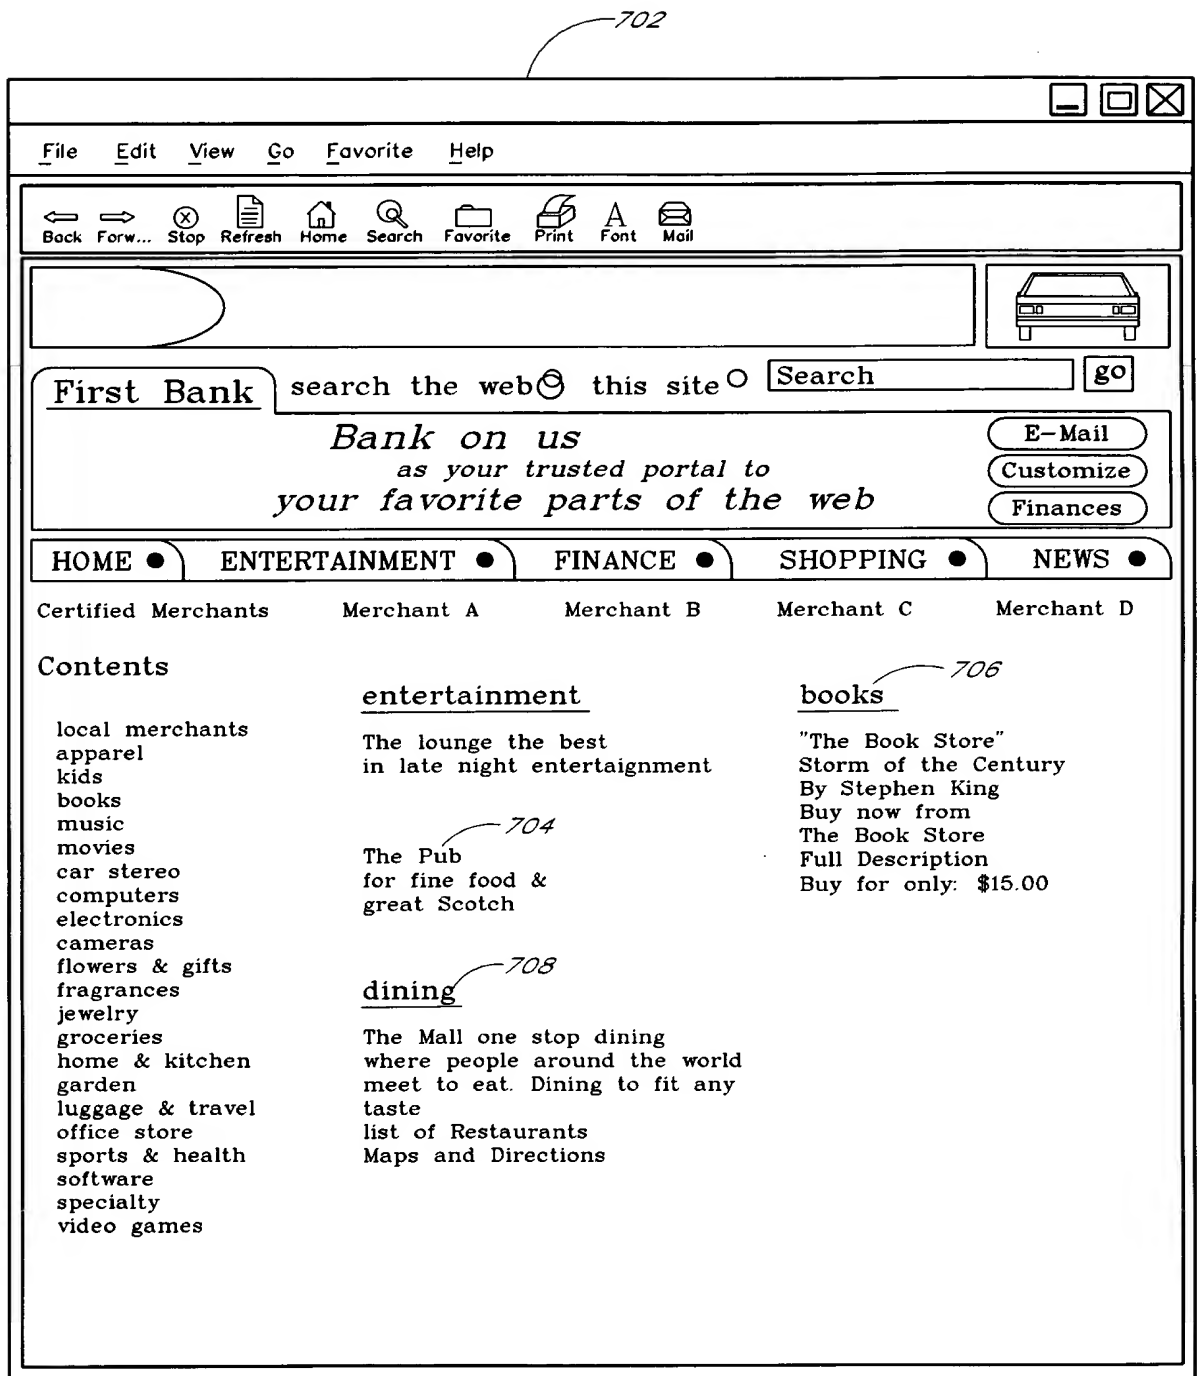 702
File Edit View Go Favorite Help
Back Forw... Stop Refresh Home Search Favorite Print Font Mail
First Bank search the web this site Search go
Bank on us
as your trusted portal to
your favorite parts of the web
E-Mail
Customize
Finances
HOME ENTERTAINMENT FINANCE SHOPPING NEWS
Certified Merchants Merchant A Merchant B Merchant C Merchant D
Contents
local merchants
apparel
kids
books
music
movies
car stereo
computers
electronics
cameras
flowers & gifts
fragrances
jewelry
groceries
home & kitchen
garden
luggage & travel
office store
sports & health
software
specialty
video games
entertainment
The lounge the best
in late night entertaignment
704
The Pub
for fine food &
great Scotch
708
dining
The Mall one stop dining
where people around the world
meet to eat. Dining to fit any
taste
list of Restaurants
Maps and Directions
706
books
"The Book Store"
Storm of the Century
By Stephen King
Buy now from
The Book Store
Full Description
Buy for only: $15.00